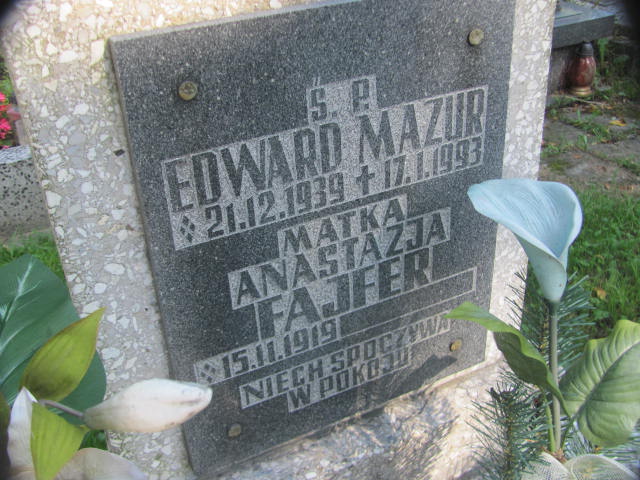 Ś. P.
EDWARD MAZUR
21.12.1939 ✝ 17.1.1993
MATKA
ANASTAZJA
FAJFER
15.11.1919
NIECH SPOCZYWA
W POKOJU